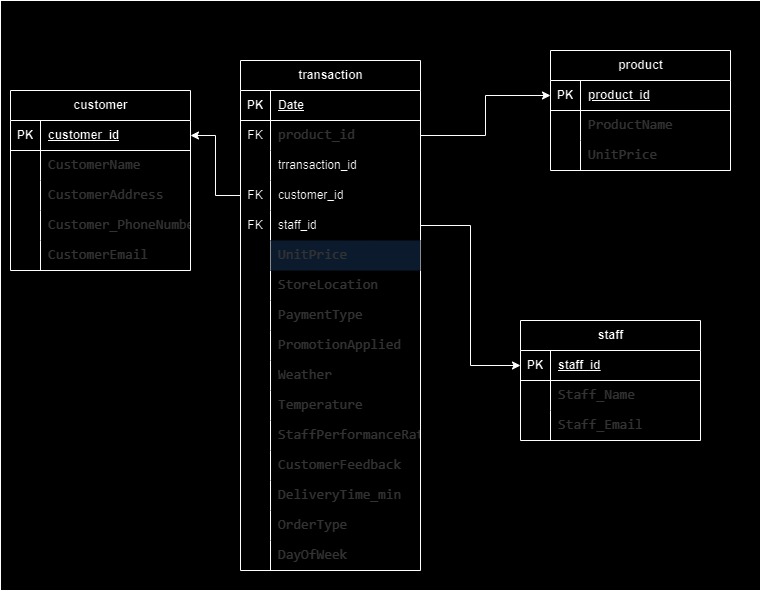 customer
PK customer_id
CustomerName
CustomerAddress
Customer_PhoneNumbe
CustomerEmail
transaction
PK Date
FK product_id
trransaction_id
FK customer_id
FK staff_id
UnitPrice
StoreLocation
PaymentType
PromotionApplied
Weather
Temperature
StaffPerformanceRat
CustomerFeedback
DeliveryTime_min
OrderType
DayOfWeek
product
PK product_id
ProductName
UnitPrice
staff
PK staff_id
Staff_Name
Staff_Email